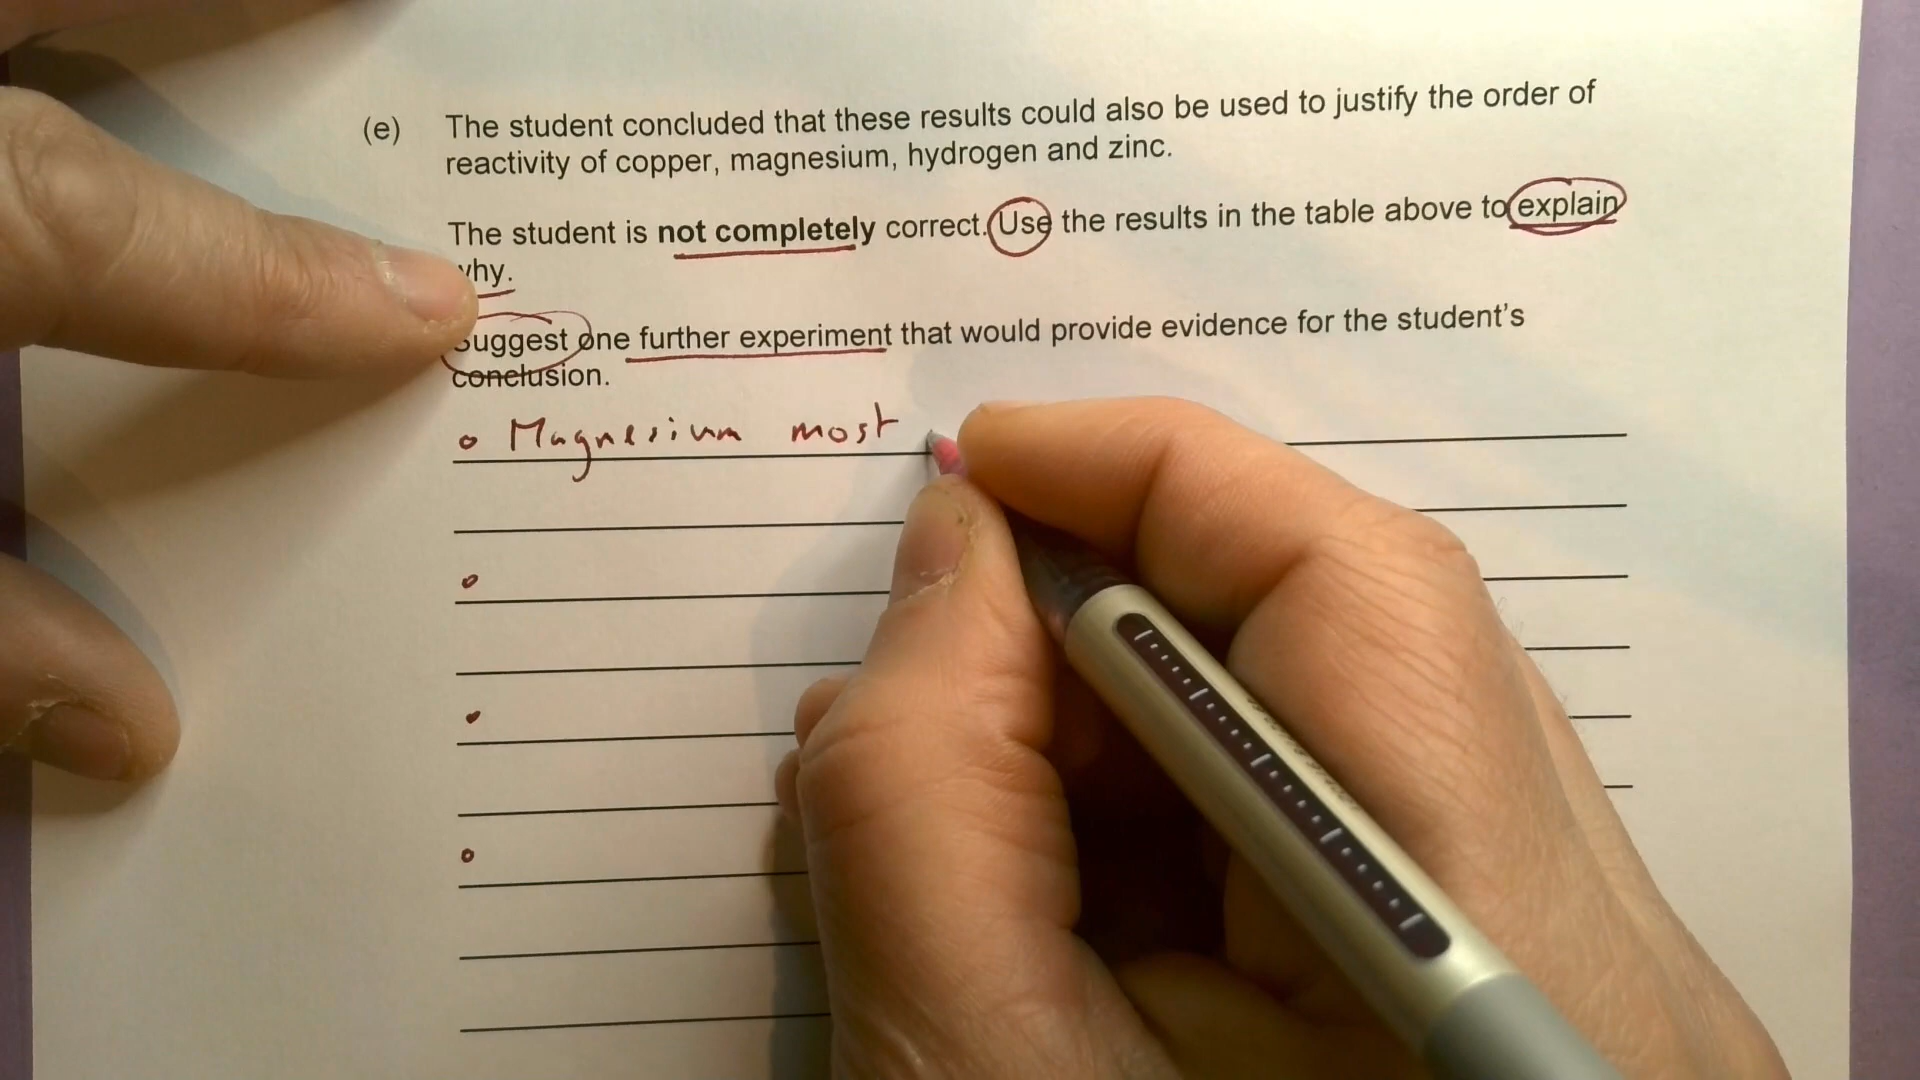 (e) The student concluded that these results could also be used to justify the order of
reactivity of copper, magnesium, hydrogen and zinc.
The student is not completely correct. Use the results in the table above to explain
why.
Suggest one further experiment that would provide evidence for the student's
conclusion.
Magnesium most